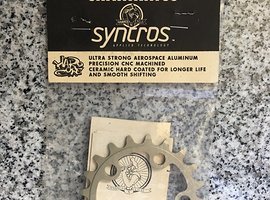 syncros
APPLIED TECHNOLOGY
ULTRA STRONG AEROSPACE ALUMINUM
PRECISION CNC MACHINED
CERAMIC HARD COATED FOR LONGER LIFE
AND SMOOTH SHIFTING